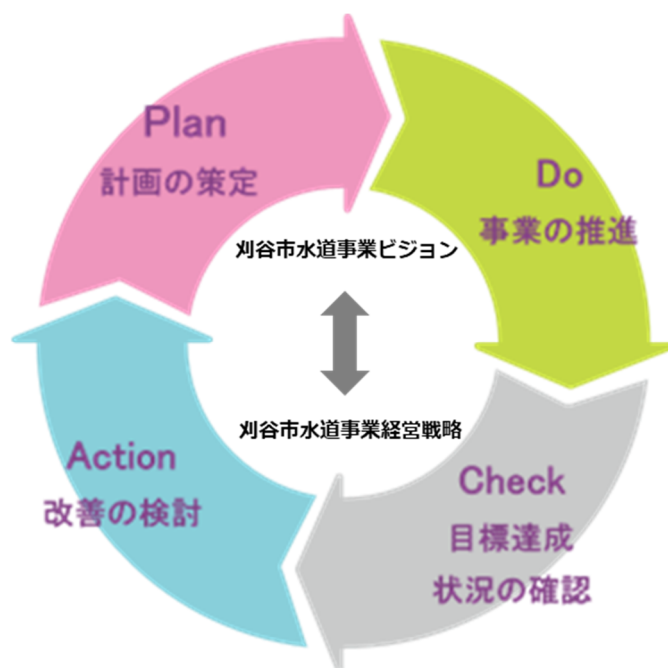 Plan
計画の策定
Do
事業の推進
刈谷市水道事業ビジョン
刈谷市水道事業経営戦略
Check
目標達成
状況の確認
Action
改善の検討